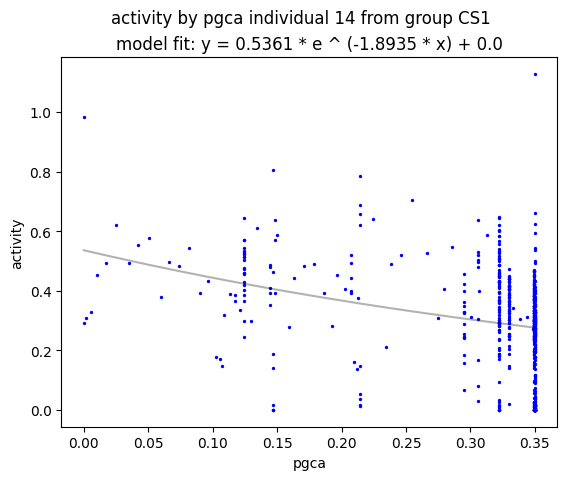 activity by pgca individual 14 from group CS1
model fit: y = 0.5361 * e ^ (-1.8935 * x) + 0.0
activity
1.0
0.8
0.6
0.4
0.2
0.0
0.00 0.05 0.10 0.15 0.20 0.25 0.30 0.35
pgca